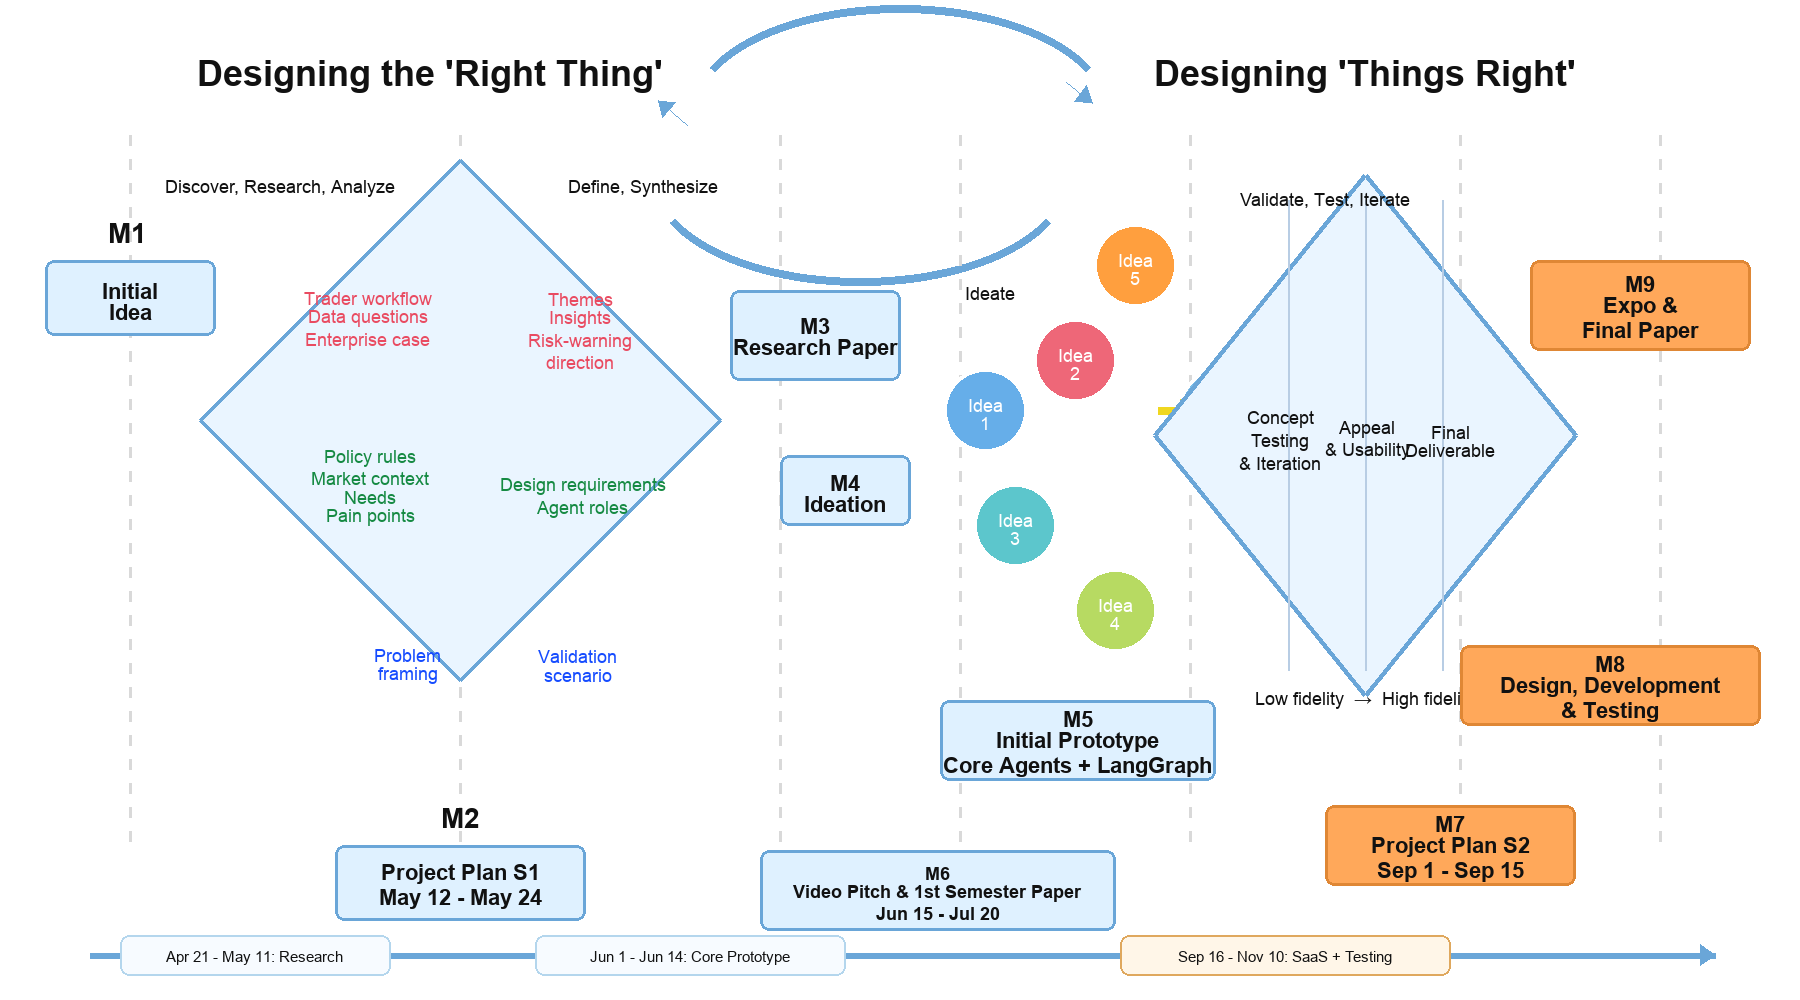 Designing the 'Right Thing'
Designing 'Things Right'
Discover, Research, Analyze
Define, Synthesize
Validate, Test, Iterate
M1
Initial
Idea
Trader workflow
Data questions
Enterprise case
Themes
Insights
Risk-warning
direction
Policy rules
Market context
Needs
Pain points
Design requirements
Agent roles
Problem
framing
Validation
scenario
M3
Research Paper
M4
Ideation
Ideate
Idea
5
Idea
2
Idea
1
Idea
3
Idea
4
Concept
Testing
& Iteration
Appeal
& Usability
Final
Deliverable
Low fidelity → High fideli
M9
Expo &
Final Paper
M8
Design, Development
& Testing
M5
Initial Prototype
Core Agents + LangGraph
M2
Project Plan S1
May 12 - May 24
M6
Video Pitch & 1st Semester Paper
Jun 15 - Jul 20
M7
Project Plan S2
Sep 1 - Sep 15
Apr 21 - May 11: Research
Jun 1 - Jun 14: Core Prototype
Sep 16 - Nov 10: SaaS + Testing